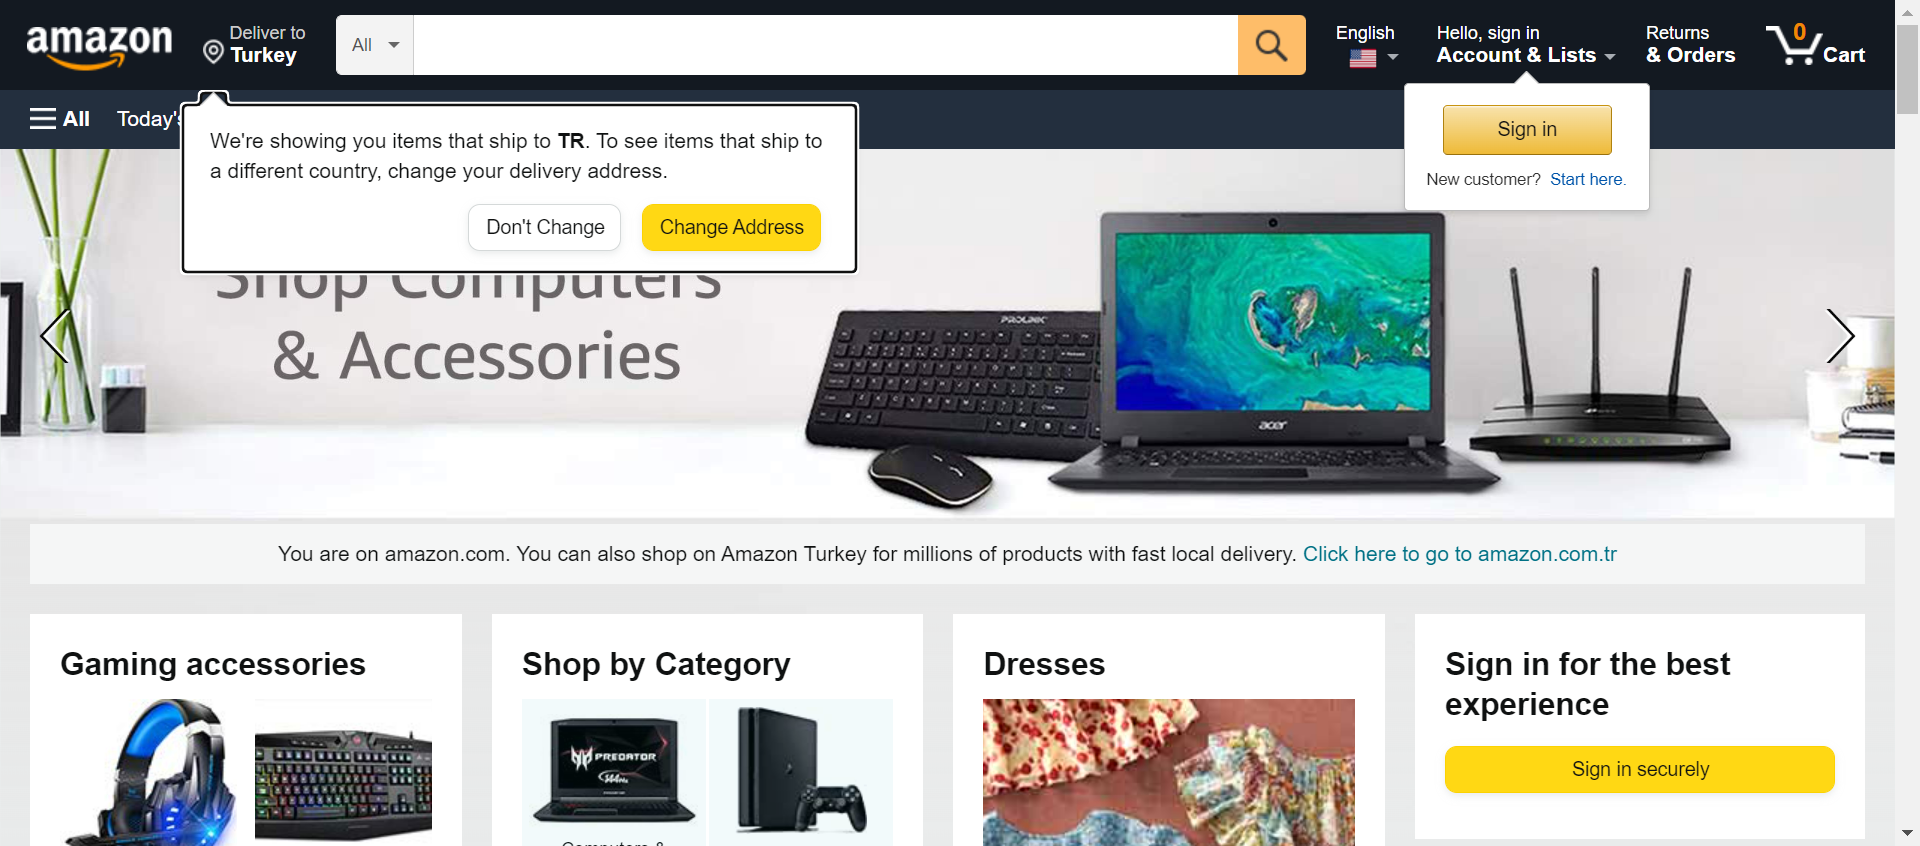 amazon
Deliver to
Turkey
All
English
Hello, sign in
Account & Lists
Returns
& Orders
0
Cart
All
Today's
We're showing you items that ship to TR. To see items that ship to
a different country, change your delivery address.
Don't Change
Change Address
Sign in
New customer? Start here.
Shop Computers
& Accessories
PROLINK
acer
You are on amazon.com. You can also shop on Amazon Turkey for millions of products with fast local delivery. Click here to go to amazon.com.tr
Gaming accessories
Shop by Category
Dresses
Sign in for the best
experience
PREDATOR
144Hz
Sign in securely
Computers &